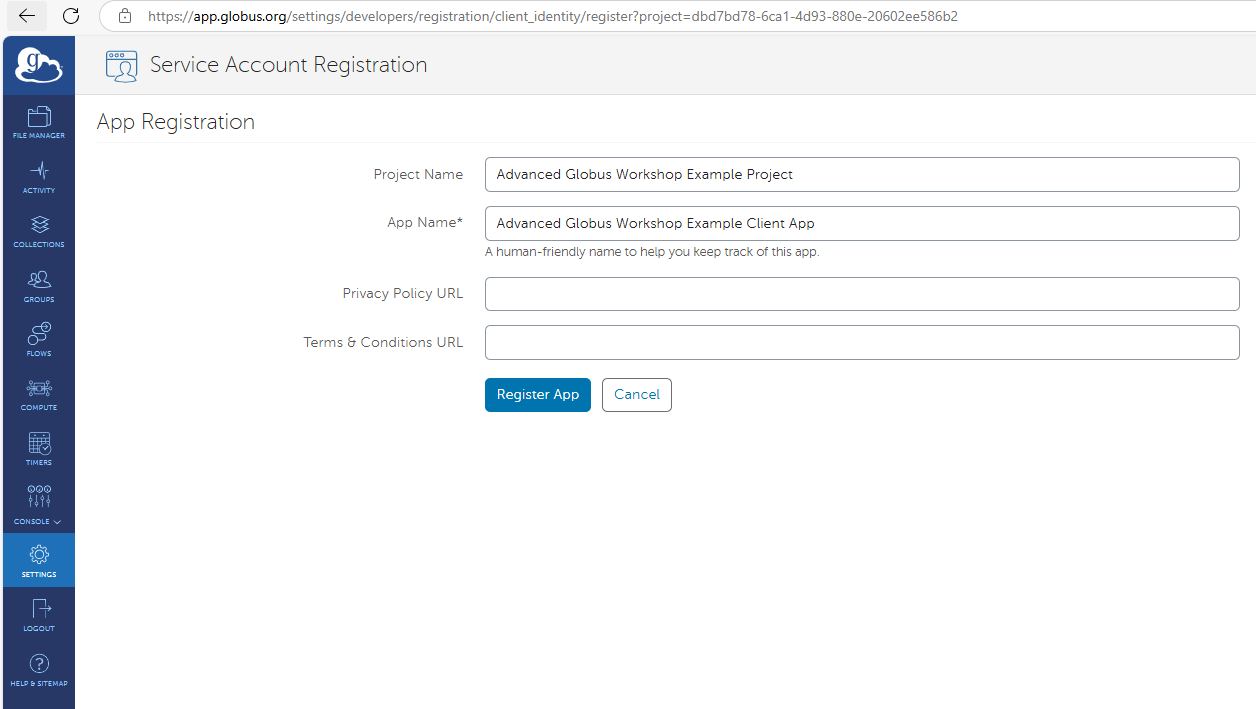 https://app.globus.org/settings/developers/registration/client_identity/register?project=dbd7bd78-6ca1-4d93-880e-20602ee586b2
g
Service Account Registration
FILE MANAGER
ACTIVITY
COLLECTIONS
GROUPS
FLOWS
COMPUTE
TIMERS
CONSOLE
SETTINGS
LOGOUT
?
HELP & SITEMAP
App Registration
Project Name
Advanced Globus Workshop Example Project
App Name*
Advanced Globus Workshop Example Client App
A human-friendly name to help you keep track of this app.
Privacy Policy URL
Terms & Conditions URL
Register App
Cancel